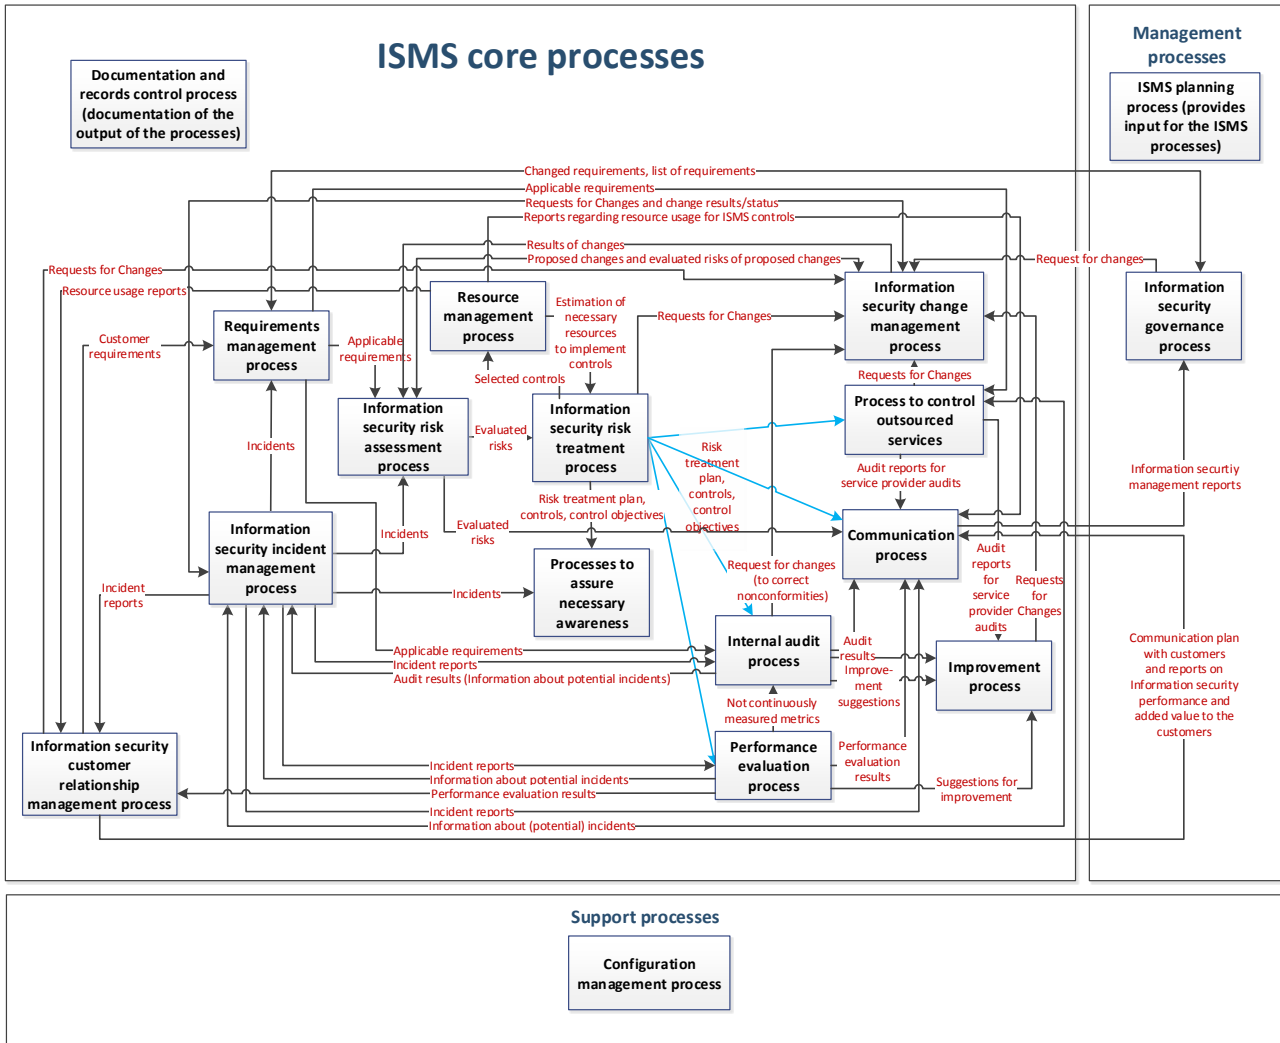 ISMS core processes
Management
processes
Documentation and
records control process
(documentation of the
output of the processes)
ISMS planning
process (provides
input for the ISMS
processes)
Changed requirements, list of requirements
Applicable requirements
Requests for Changes and change results/status
Reports regarding resource usage for ISMS controls
Results of changes
Proposed changes and evaluated risks of proposed changes
Request for changes
Requests for Changes
Resource usage reports
Resource
management
process
Estimation of
necessary
resources
to implement
controls
Requests for Changes
Information
security change
management
process
Information
security
governance
process
Requirements
management
process
Customer
requirements
Applicable
requirements
Selected controls
Requests for Changes
Information
security risk
assessment
process
Evaluated
risks
Information
security risk
treatment
process
Process to control
outsourced
services
Incidents
Risk
treatment
plan,
controls,
control
objectives
Audit reports for
service provider audits
Information securtiy
management reports
Risk treatment plan,
controls, control objectives
Information
security incident
management
process
Incidents
Evaluated
risks
Communication
process
Processes to
assure
necessary
awareness
Request for changes
(to correct
nonconformities)
Audit
reports
for
service
provider
audits
Requests
for
Changes
Incident
reports
Incidents
Internal audit
process
Audit
results
Improve-
ment
suggestions
Improvement
process
Communication plan
with customers
and reports on
Information security
performance and
added value to the
customers
Applicable requirements
Incident reports
Audit results (Information about potential incidents)
Not continuously
measured metrics
Information security
customer
relationship
management process
Performance
evaluation
process
Performance
evaluation
results
Incident reports
Information about potential incidents
Performance evaluation results
Suggestions for
improvement
Incident reports
Information about (potential) incidents
Support processes
Configuration
management process